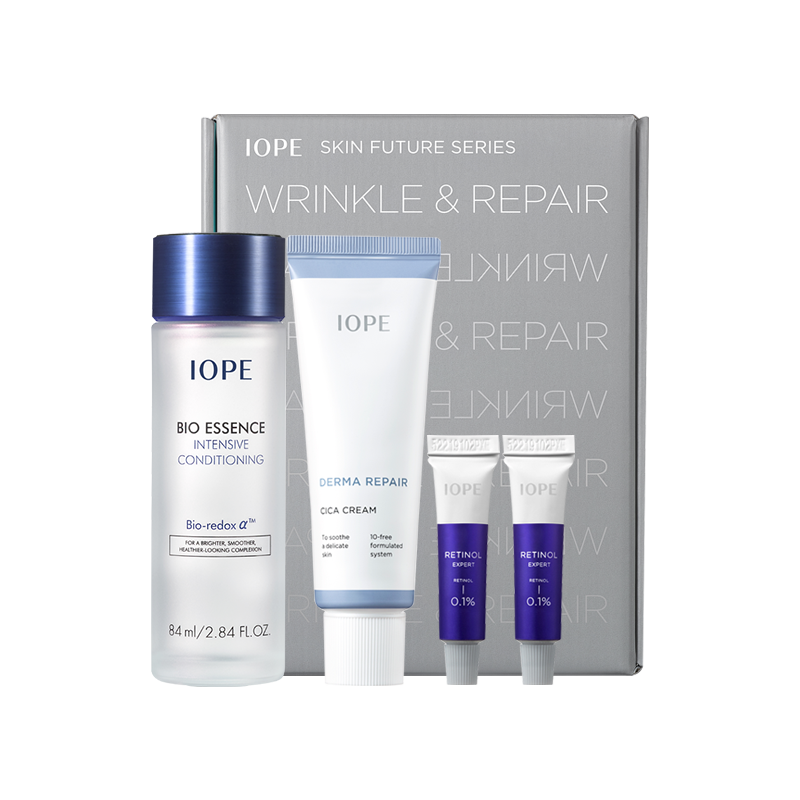 IOPE SKIN FUTURE SERIES
WRINKLE & REPAIR
WRINKLE
& REPAIR
WRINKLE
AIR
AIR
IOPE
BIO ESSENCE
INTENSIVE
CONDITIONING
Bio-redox α™
FOR A BRIGHTER, SMOOTHER,
HEALTHIER-LOOKING COMPLEXION
84 ml/2.84 FL.OZ.
IOPE
DERMA REPAIR
CICA CREAM
To soothe
a delicate
skin
10-free
formulated
system
IOPE
RETINOL
EXPERT
RETINOL
0.1%
IOPE
RETINOL
EXPERT
RETINOL
0.1%